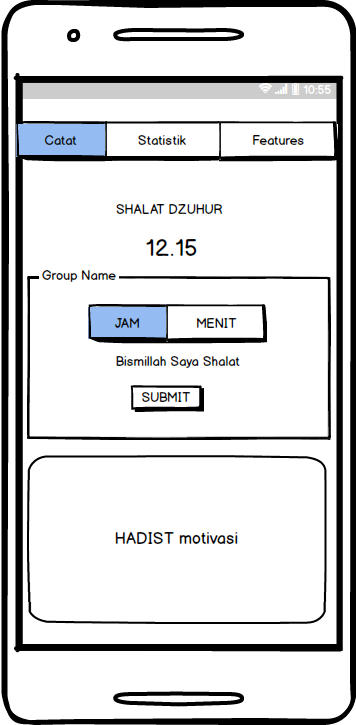 10:55
Catat Statistik Features
SHALAT DZUHUR
12.15
Group Name
JAM MENIT
Bismillah Saya Shalat
SUBMIT
HADIST motivasi